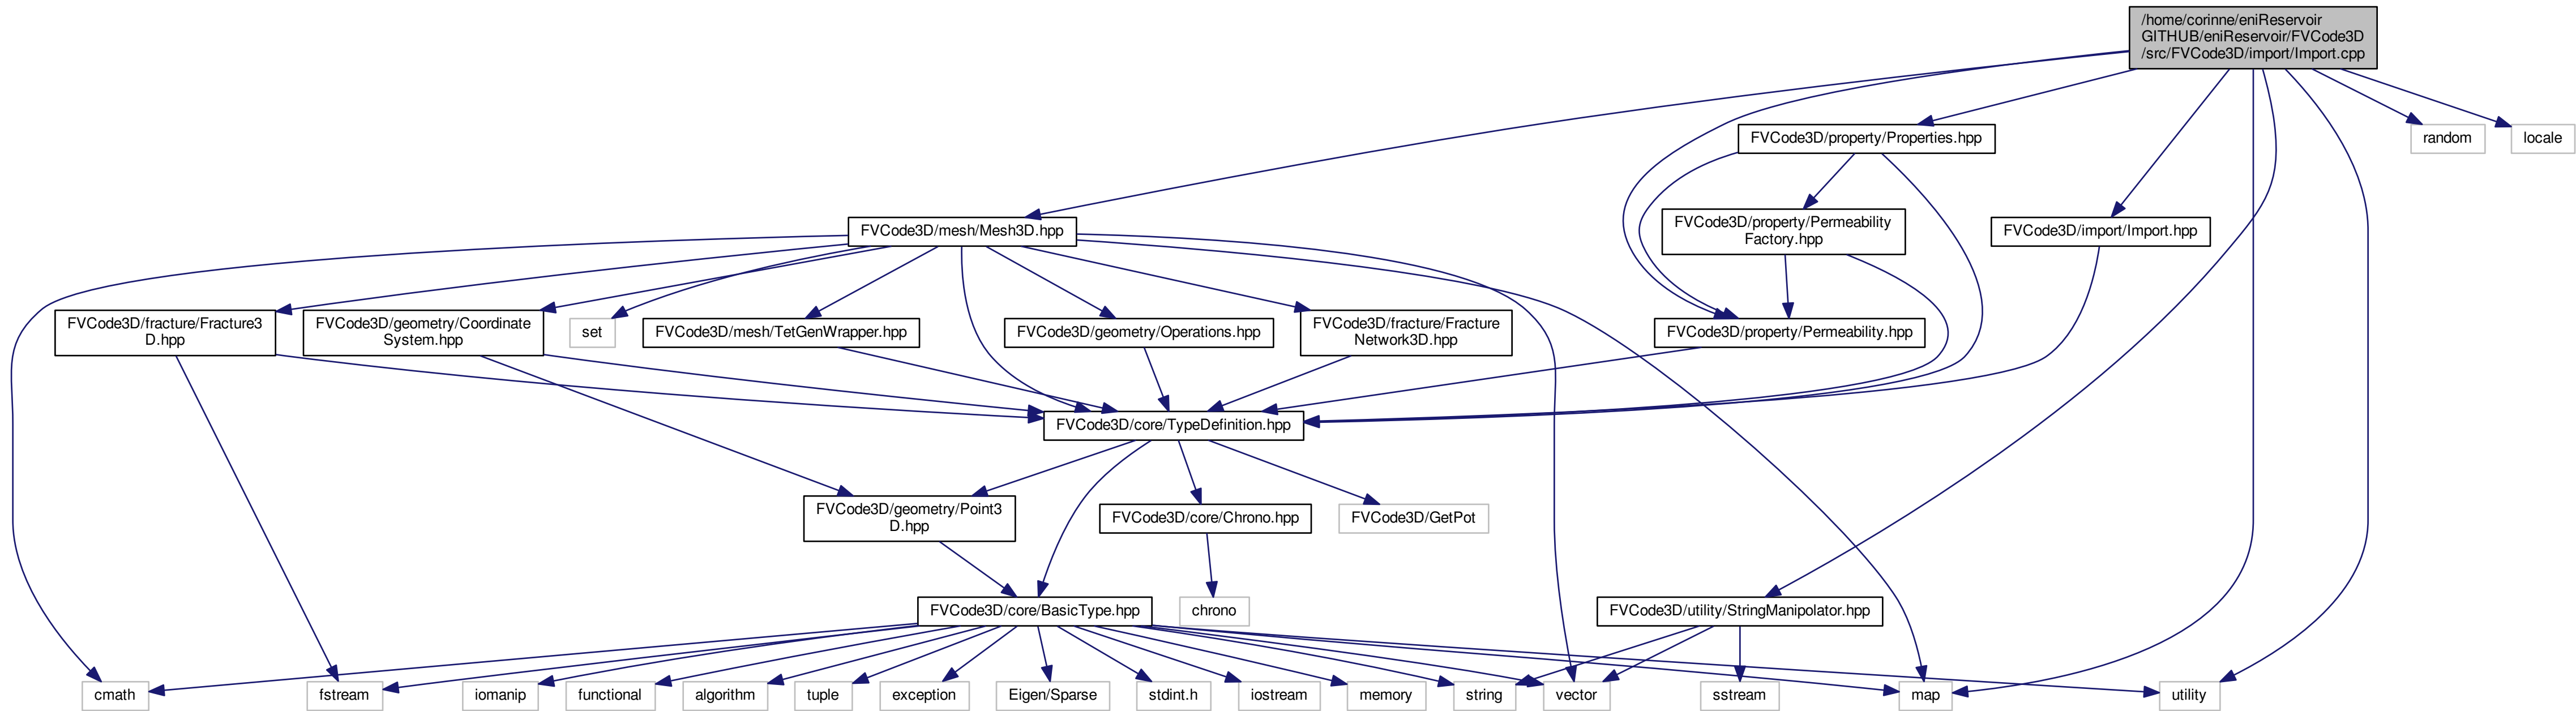 /home/corinne/eniReservoir
GITHUB/eniReservoir/FVCode3D
/src/FVCode3D/import/Import.cpp
FVCode3D/property/Properties.hpp
random
locale
FVCode3D/mesh/Mesh3D.hpp
FVCode3D/property/Permeability
Factory.hpp
FVCode3D/import/Import.hpp
FVCode3D/fracture/Fracture3
D.hpp
FVCode3D/geometry/Coordinate
System.hpp
set
FVCode3D/mesh/TetGenWrapper.hpp
FVCode3D/geometry/Operations.hpp
FVCode3D/fracture/Fracture
Network3D.hpp
FVCode3D/property/Permeability.hpp
FVCode3D/core/TypeDefinition.hpp
FVCode3D/geometry/Point3
D.hpp
FVCode3D/core/Chrono.hpp
FVCode3D/GetPot
FVCode3D/core/BasicType.hpp
chrono
FVCode3D/utility/StringManipolator.hpp
cmath
fstream
iomanip
functional
algorithm
tuple
exception
Eigen/Sparse
stdint.h
iostream
memory
string
vector
sstream
map
utility